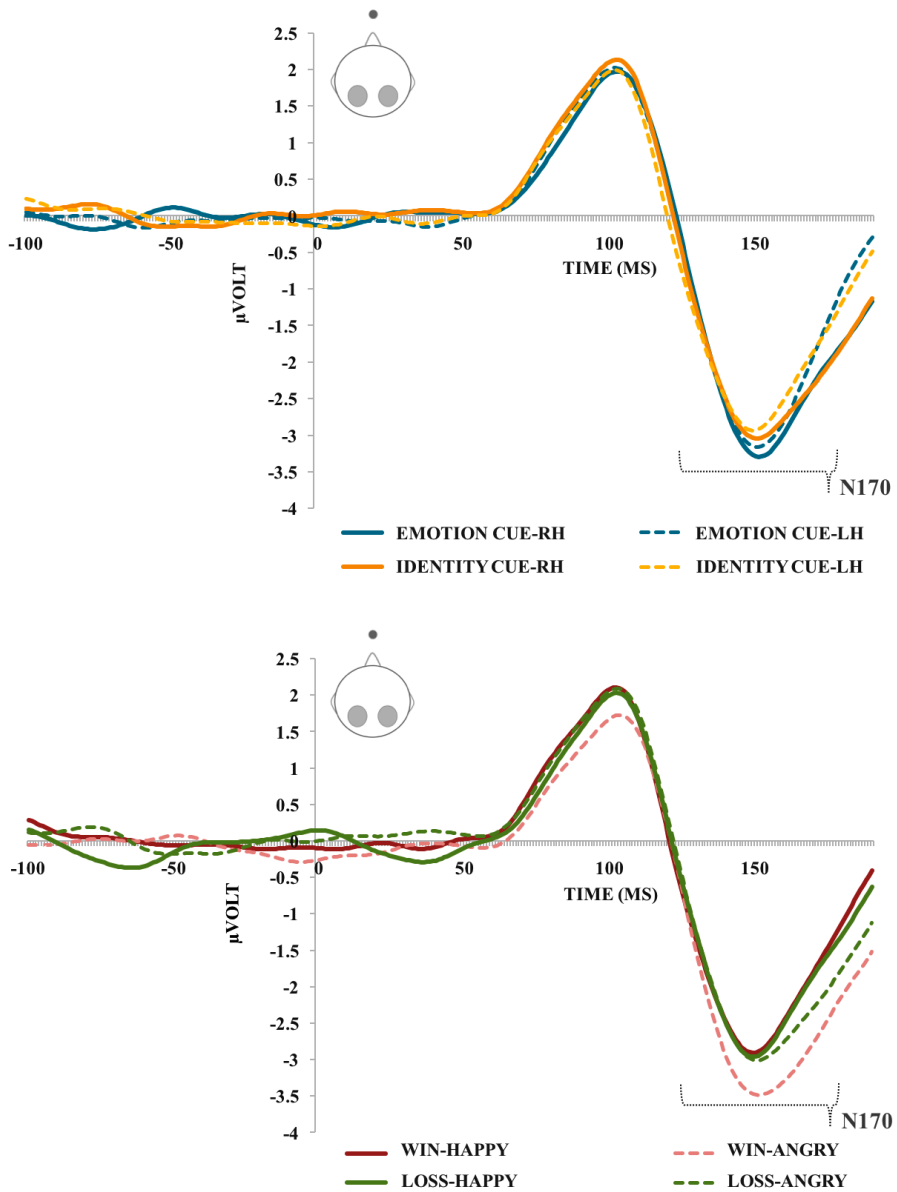 2.5
2
1.5
1
0.5
0
-100
-50
0
50
100
150
TIME (MS)
-0.5
-1
-1.5
-2
-2.5
-3
-3.5
-4
µVOLT
N170
EMOTION CUE-RH
EMOTION CUE-LH
IDENTITY CUE-RH
IDENTITY CUE-LH
2.5
2
1.5
1
0.5
0
-100
-50
0
50
100
150
TIME (MS)
-0.5
-1
-1.5
-2
-2.5
-3
-3.5
-4
µVOLT
N170
WIN-HAPPY
WIN-ANGRY
LOSS-HAPPY
LOSS-ANGRY